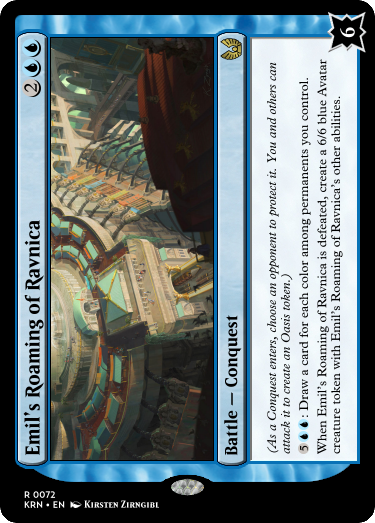 Emil's Roaming of Ravnica
2
Battle — Conquest
6
(As a Conquest enters, choose an opponent to protect it. You and others can
attack it to create an Oasis token.)
5 : Draw a card for each color among permanents you control.
When Emil's Roaming of Ravnica is defeated, create a 6/6 blue Avatar
creature token with Emil's Roaming of Ravnica's other abilities.
R 0072
KRN • EN Kirsten Zirngibl